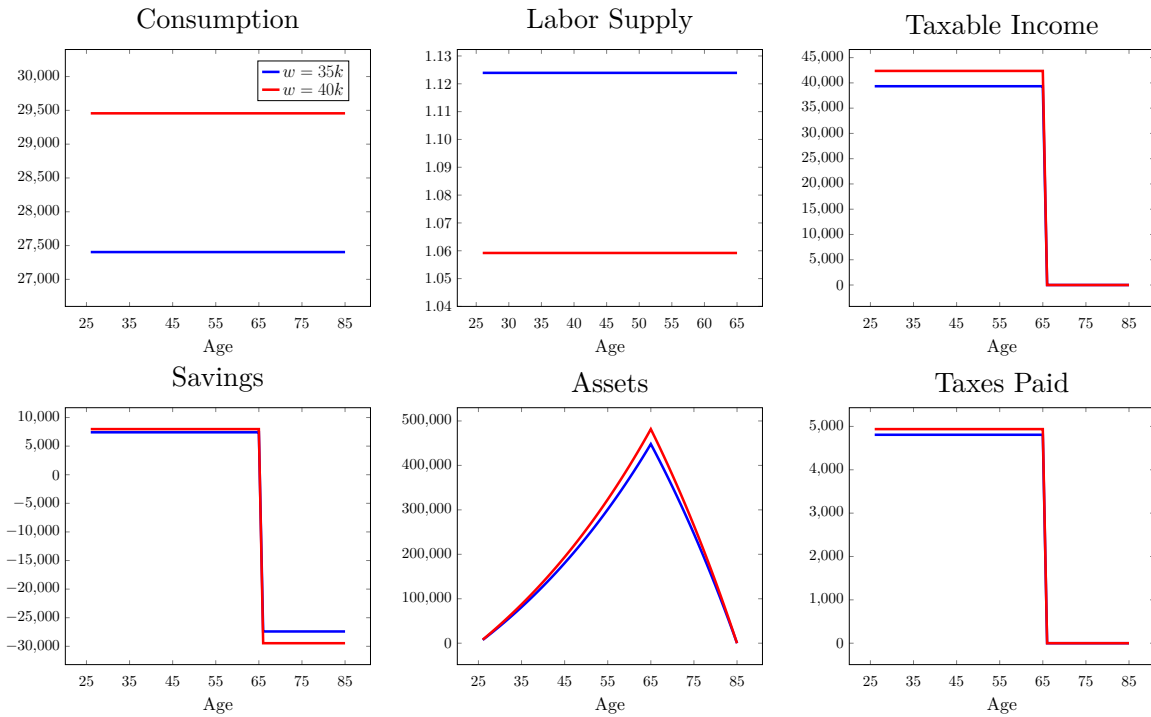 Consumption
30,000
29,500
29,000
28,500
28,000
27,500
27,000
w = 35k
w = 40k
25 35 45 55 65 75 85
Age
Labor Supply
1.13
1.12
1.11
1.10
1.09
1.08
1.07
1.06
1.05
1.04
25 30 35 40 45 50 55 60 65
Age
Taxable Income
45,000
40,000
35,000
30,000
25,000
20,000
15,000
10,000
5,000
0
25 35 45 55 65 75 85
Age
Savings
10,000
5,000
0
−5,000
−10,000
−15,000
−20,000
−25,000
−30,000
25 35 45 55 65 75 85
Age
Assets
500,000
400,000
300,000
200,000
100,000
0
25 35 45 55 65 75 85
Age
Taxes Paid
5,000
4,000
3,000
2,000
1,000
0
25 35 45 55 65 75 85
Age